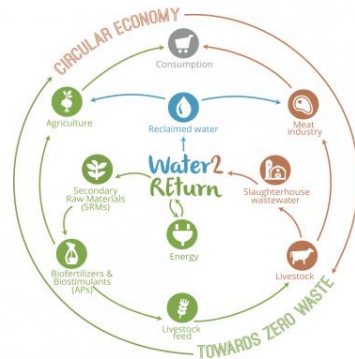 CIRCULAR ECONOMY
Consumption
Agriculture
Reclaimed water
Meat
industry
Water2
REturn
Secondary
Raw Materials
(SRMs)
Slaughterhouse
wastewater
Energy
Biofertilizers &
Biostimulants
(APs)
Livestock
Livestock
feed
TOWARDS ZERO WASTE